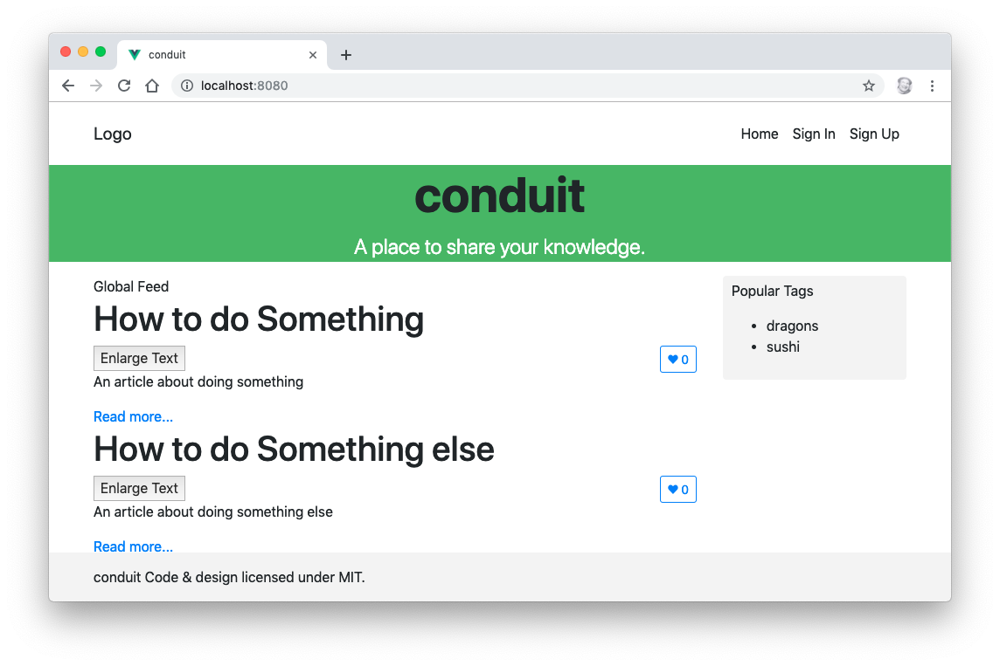 conduit
localhost:8080
Logo
Home Sign In Sign Up
conduit
A place to share your knowledge.
Global Feed
How to do Something
Enlarge Text
0
An article about doing something
Read more...
How to do Something else
Enlarge Text
0
An article about doing something else
Read more...
Popular Tags
dragons
sushi
conduit Code & design licensed under MIT.